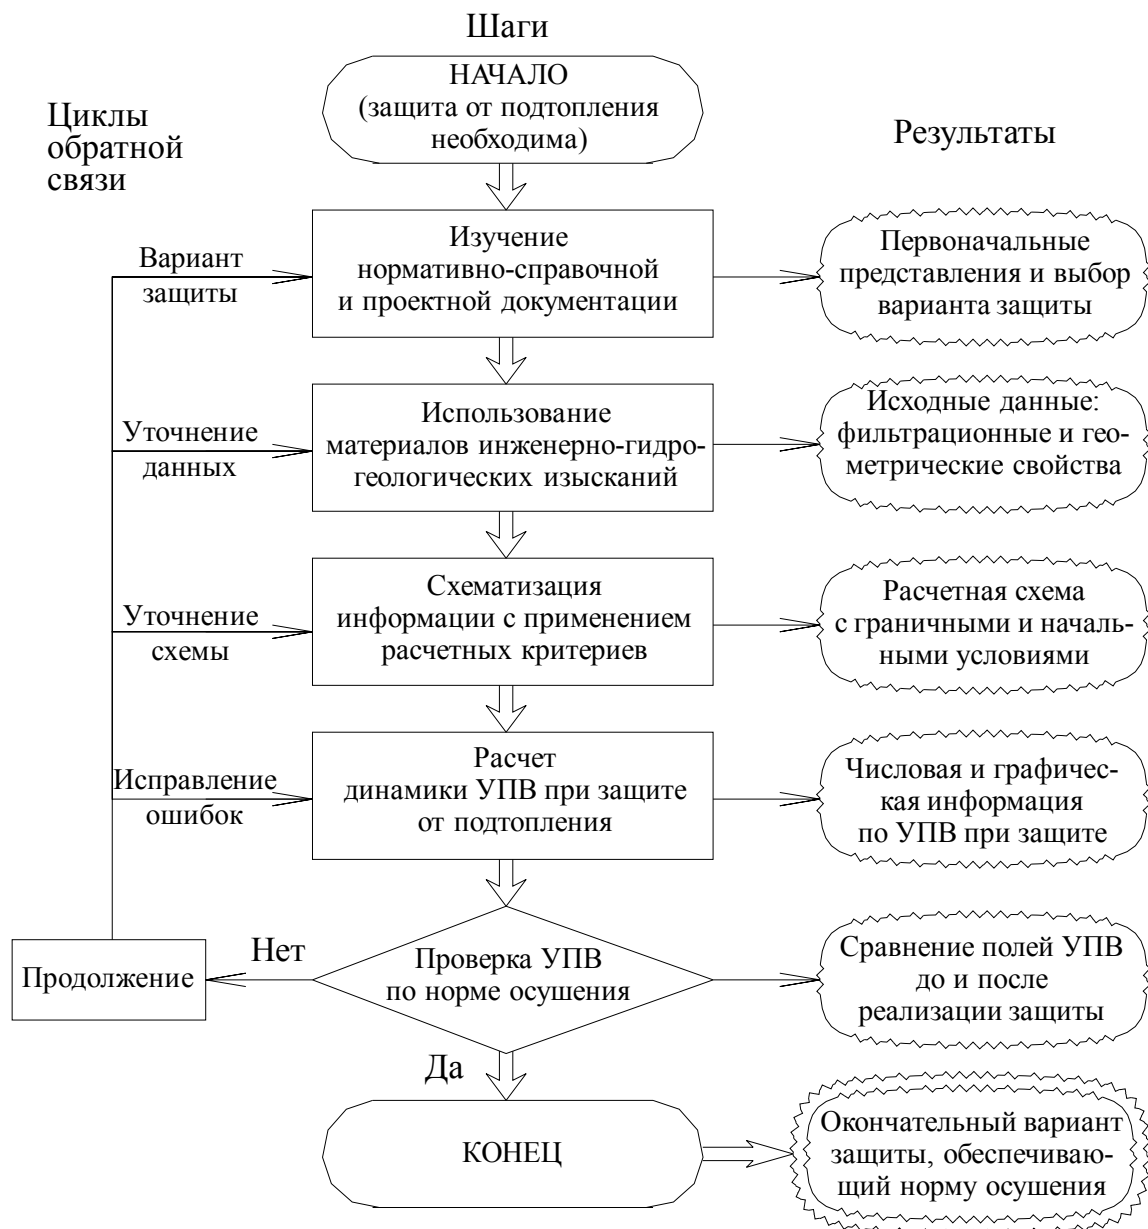 Шаги
НАЧАЛО
(защита от подтопления
необходима)
Циклы
обратной
связи
Результаты
Вариант
защиты
Изучение
нормативно-справочной
и проектной документации
Первоначальные
представления и выбор
варианта защиты
Уточнение
данных
Использование
материалов инженерно-гидро-
геологических изысканий
Исходные данные:
фильтрационные и гео-
метрические свойства
Уточнение
схемы
Схематизация
информации с применением
расчетных критериев
Расчетная схема
с граничными и началь-
ными условиями
Исправление
ошибок
Расчет
динамики УПВ при защите
от подтопления
Числовая и графичес-
кая информация
по УПВ при защите
Продолжение
Нет
Проверка УПВ
по норме осушения
Сравнение полей УПВ
до и после
реализации защиты
Да
КОНЕЦ
Окончательный вариант
защиты, обеспечиваю-
щий норму осушения